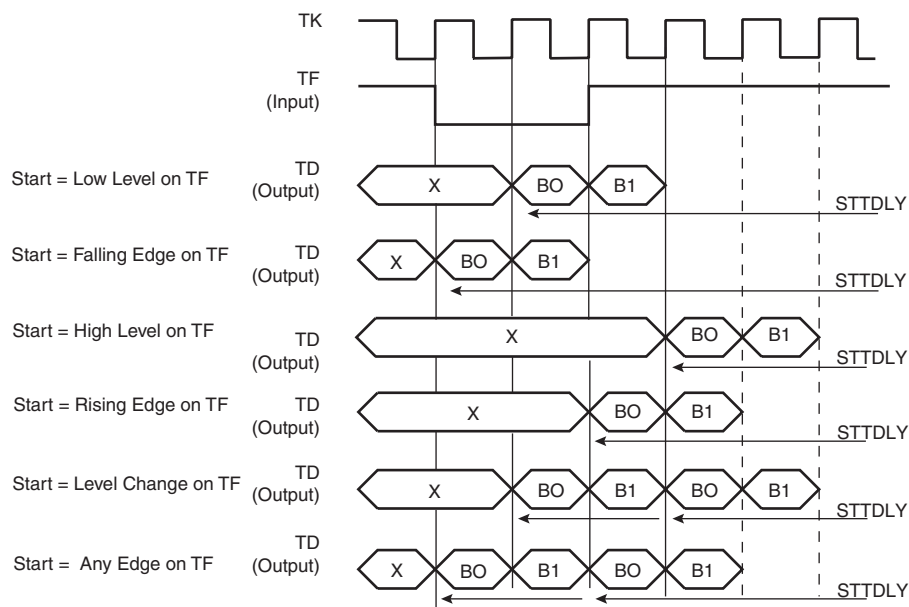 TK
TF
(Input)
Start = Low Level on TF
TD
(Output)
X
BO
B1
STTDLY
Start = Falling Edge on TF
TD
(Output)
X
BO
B1
STTDLY
Start = High Level on TF
TD
(Output)
X
BO
B1
STTDLY
Start = Rising Edge on TF
TD
(Output)
X
BO
B1
STTDLY
Start = Level Change on TF
TD
(Output)
X
BO
B1
BO
B1
STTDLY
Start = Any Edge on TF
TD
(Output)
X
BO
B1
BO
B1
STTDLY